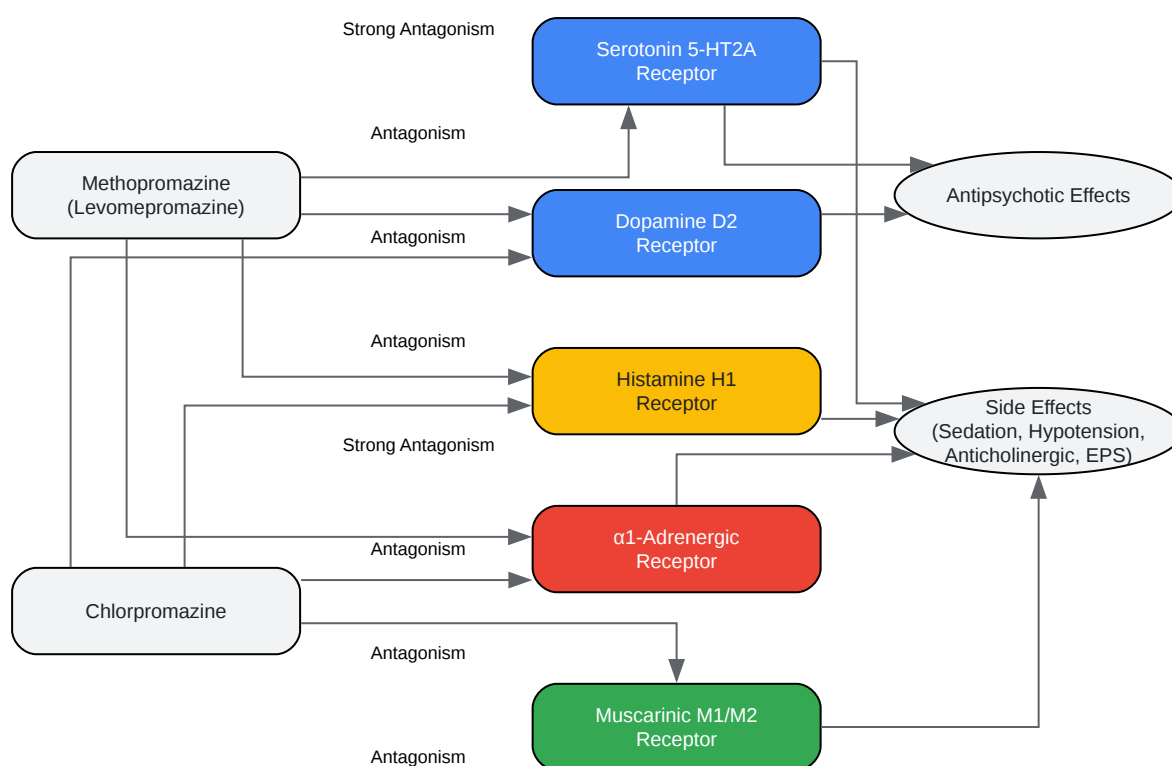 Strong Antagonism
Serotonin 5-HT2A
Receptor
Antagonism
Methopromazine
(Levomepromazine)
Antipsychotic Effects
Dopamine D2
Receptor
Antagonism
Antagonism
Histamine H1
Receptor
Side Effects
(Sedation, Hypotension,
Anticholinergic, EPS)
Strong Antagonism
α1-Adrenergic
Receptor
Antagonism
Chlorpromazine
Antagonism
Muscarinic M1/M2
Receptor
Antagonism